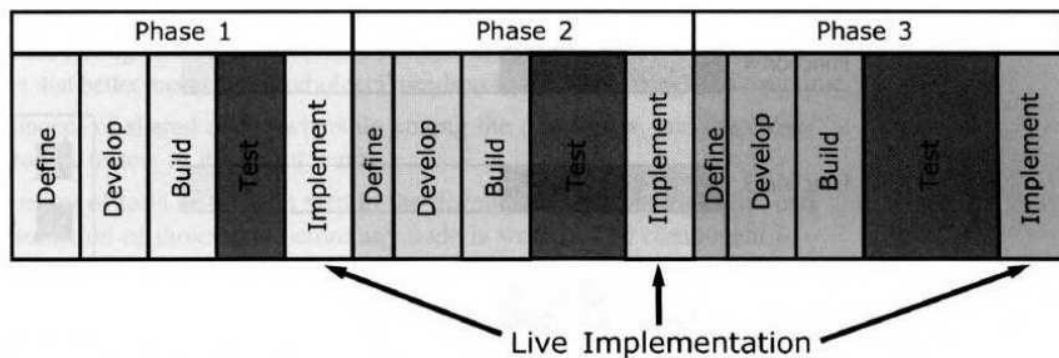 Phase 1
Phase 2
Phase 3
Define
Develop
Build
Test
Implement
Define
Develop
Build
Test
Implement
Define
Develop
Build
Test
Implement
Live Implementation